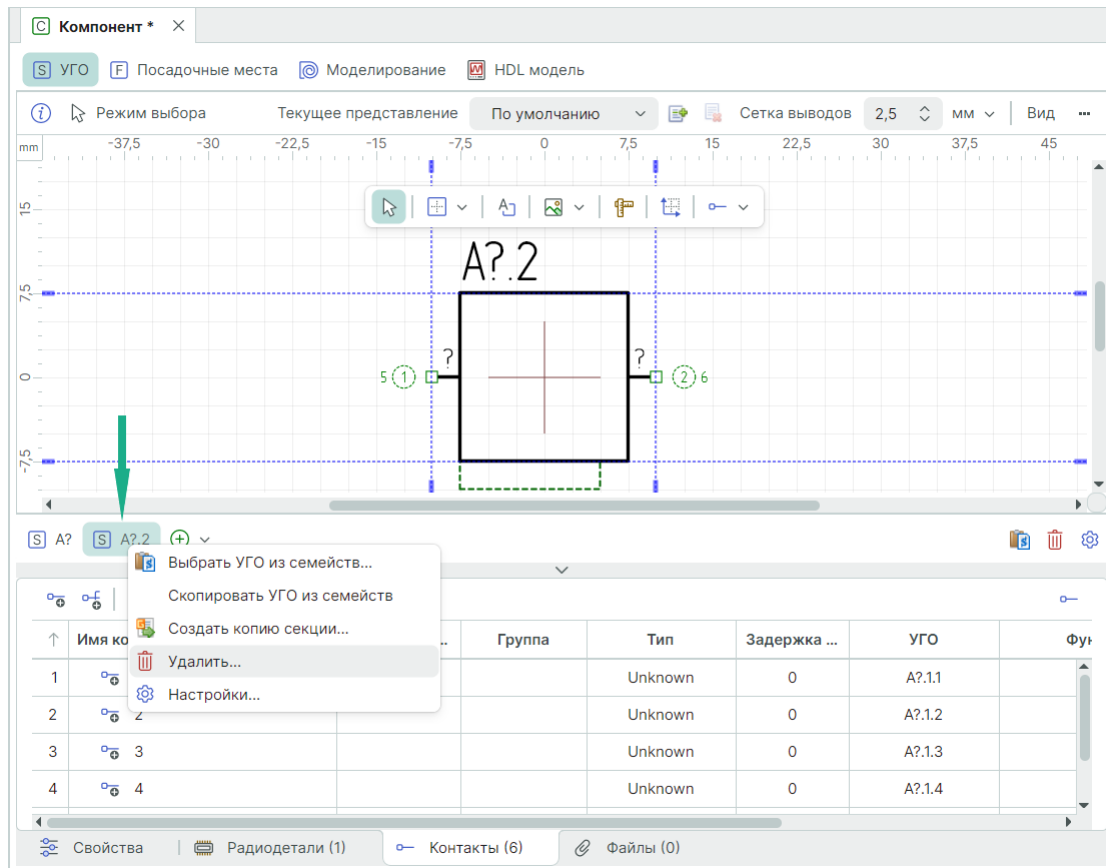 C Компонент *
S УГО F Посадочные места Моделирование HDL модель
Режим выбора Текущее представление По умолчанию Сетка выводов 2,5 мм Вид ...
mm -37,5 -30 -22,5 -15 -7,5 0 7,5 15 22,5 30 37,5 45
15
A?.2
7,5
? ?
0 5 1 2 6
-7,5
S A? S A?.2
Выбрать УГО из семейств...
Скопировать УГО из семейств
Создать копию секции...
Удалить...
Настройки...
Имя ко ... Группа Тип Задержка ... УГО Фун
1 Unknown 0 A?.1.1
2 2 Unknown 0 A?.1.2
3 3 Unknown 0 A?.1.3
4 4 Unknown 0 A?.1.4
Свойства Радиодетали (1) Контакты (6) Файлы (0)